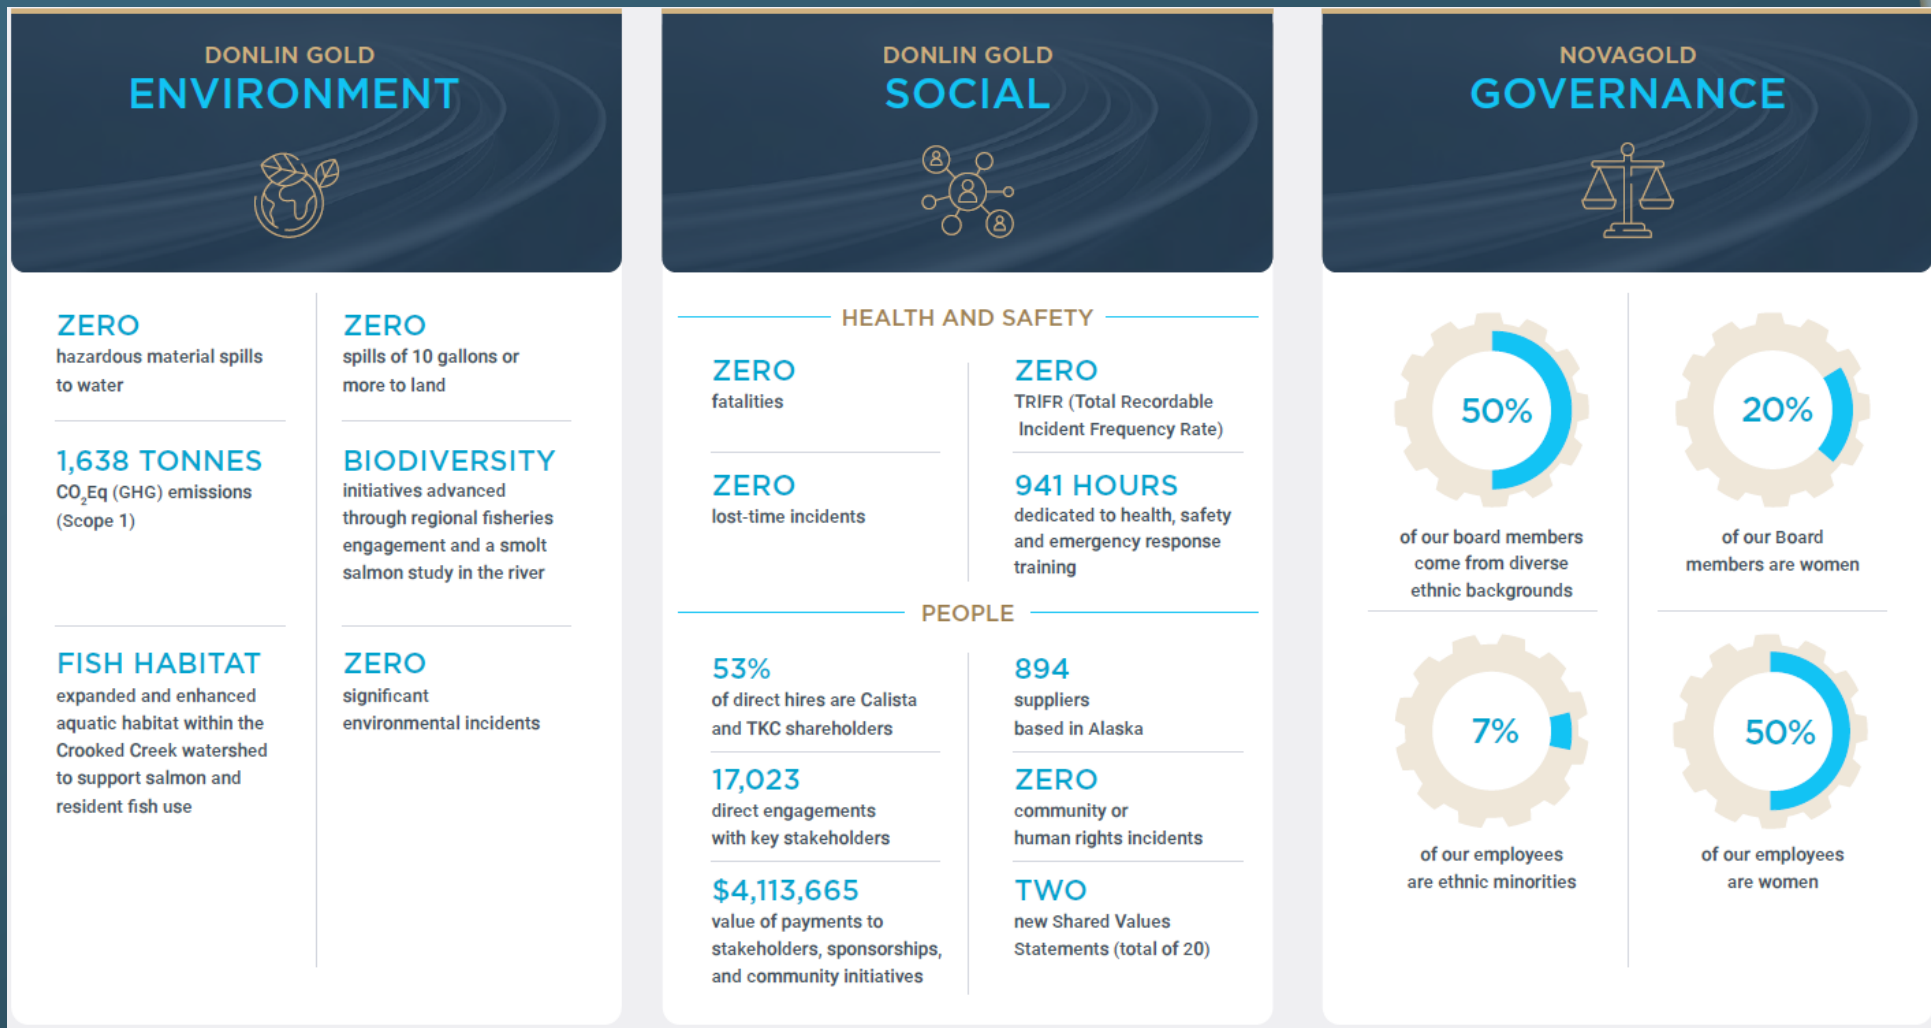 DONLIN GOLD
ENVIRONMENT
ZERO
hazardous material spills
to water
ZERO
spills of 10 gallons or
more to land
1,638 TONNES
CO₂Eq (GHG) emissions
(Scope 1)
BIODIVERSITY
initiatives advanced
through regional fisheries
engagement and a smolt
salmon study in the river
FISH HABITAT
expanded and enhanced
aquatic habitat within the
Crooked Creek watershed
to support salmon and
resident fish use
ZERO
significant
environmental incidents
DONLIN GOLD
SOCIAL
HEALTH AND SAFETY
ZERO
fatalities
ZERO
TRIFR (Total Recordable
Incident Frequency Rate)
ZERO
lost-time incidents
941 HOURS
dedicated to health, safety
and emergency response
training
PEOPLE
53%
of direct hires are Calista
and TKC shareholders
894
suppliers
based in Alaska
17,023
direct engagements
with key stakeholders
ZERO
community or
human rights incidents
$4,113,665
value of payments to
stakeholders, sponsorships,
and community initiatives
TWO
new Shared Values
Statements (total of 20)
NOVAGOLD
GOVERNANCE
50%
of our board members
come from diverse
ethnic backgrounds
20%
of our Board
members are women
7%
of our employees
are ethnic minorities
50%
of our employees
are women